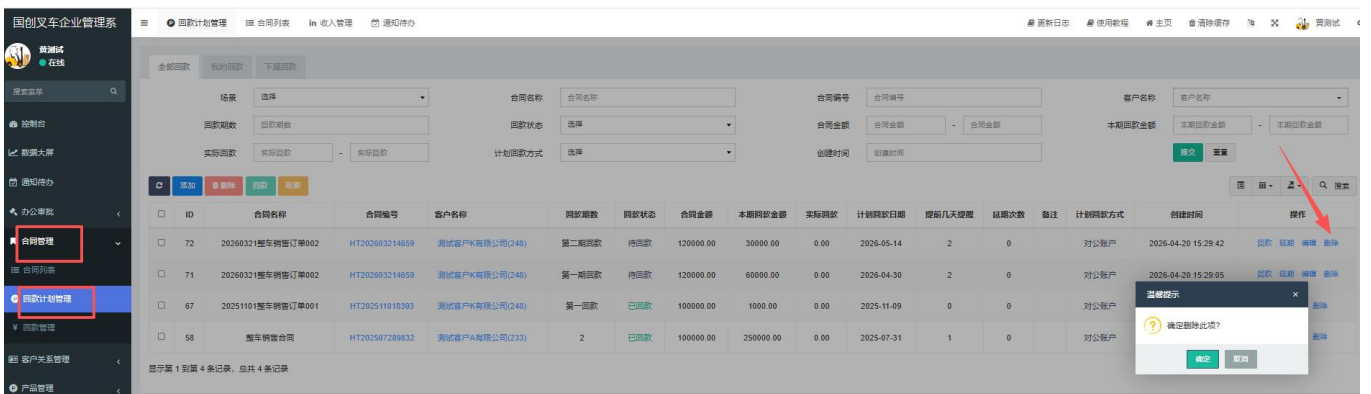 国创叉车企业管理系
回款计划管理 合同列表 in 收入管理 通知待办 更新日志 使用教程 主页 清除缓存 黄测试
黄测试
在线
搜索菜单
控制台
数据大屏
通知待办
办公审批
合同管理
合同列表
回款计划管理
¥ 回款管理
客户关系管理
产品管理
全部回款 我的回款 下属回款
场景 选择 合同名称 合同名称 合同编号 合同编号 客户名称 客户名称
回款期数 回款期数 回款状态 选择 合同金额 合同金额 - 合同金额 本期回款金额 本期回款金额 - 本期回款金额
实际回款 实际回款 - 实际回款 计划回款方式 选择 创建时间 创建时间 提交 重置
添加 删除 回款 延期 搜索
ID 合同名称 合同编号 客户名称 回款期数 回款状态 合同金额 本期回款金额 实际回款 计划回款日期 提前几天提醒 延期次数 备注 计划回款方式 创建时间 操作
72 20260321整车销售订单002 HT202603214659 测试客户K有限公司(248) 第二期回款 待回款 120000.00 30000.00 0.00 2026-05-14 2 0 对公账户 2026-04-20 15:29:42 回款 延期 编辑 删除
71 20260321整车销售订单002 HT202603214659 测试客户K有限公司(248) 第一期回款 待回款 120000.00 60000.00 0.00 2026-04-30 2 0 对公账户 2026-04-20 15:29:05 回款 延期 编辑 删除
67 20251101整车销售订单001 HT202511018393 测试客户K有限公司(248) 第一回款 已回款 100000.00 1000.00 0.00 2025-11-09 0 0 对公账户 删除
58 整车销售合同 HT202507289832 测试客户A有限公司(233) 2 已回款 100000.00 250000.00 0.00 2025-07-31 1 0 对公账户 删除
显示第 1 到第 4 条记录，总共 4 条记录
温馨提示 ×
确定删除此项?
确定 取消